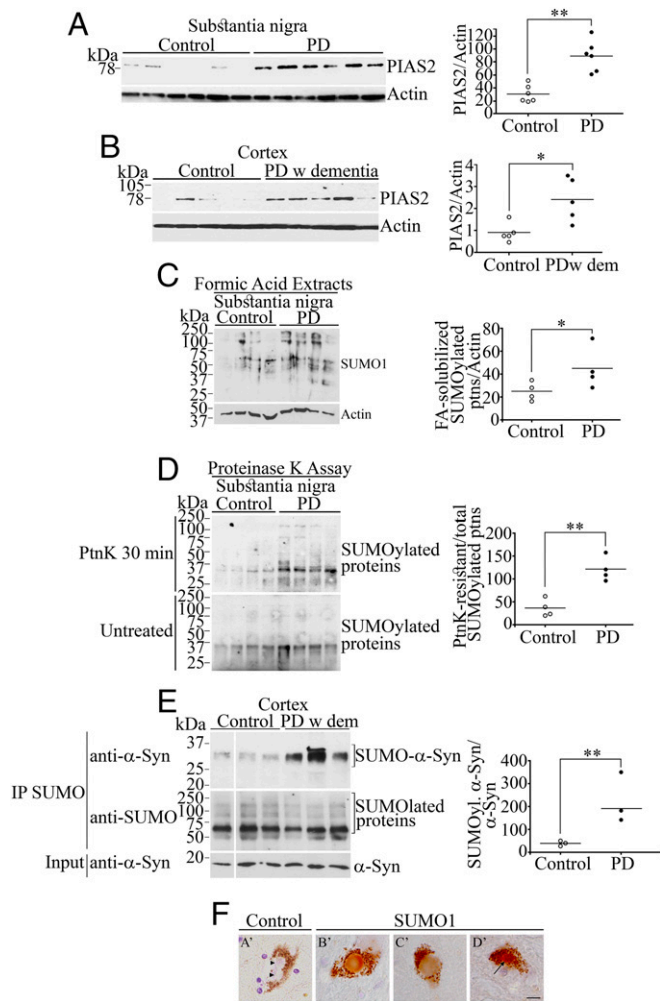 A
Substantia nigra
Control PD
kDa
78
PIAS2
Actin
PIAS2/Actin
120
100
80
60
40
20
0
**
Control PD
B
Cortex
Control PD w dementia
kDa
105
78
PIAS2
Actin
PIAS2/Actin
4
3
2
1
0
*
Control PDw dem
C
Formic Acid Extracts
Substantia nigra
Control PD
kDa
250
150
100
75
50
37
25
SUMO1
50
37
Actin
FA-solubilized
SUMOylated
ptns/Actin
80
60
40
20
0
*
Control PD
D
Proteinase K Assay
Substantia nigra
Control PD
kDa
PtnK 30 min
250
150
100
75
50
37
25
SUMOylated
proteins
Untreated
250
150
100
75
50
37
25
SUMOylated
proteins
PtnK-resistant/total
SUMOylated ptns
200
150
100
50
0
**
Control PD
E
Cortex
Control PD w dem
kDa
IP SUMO
anti-α-Syn
37
25
SUMO-α-Syn
anti-SUMO
250
150
100
75
50
SUMOlated
proteins
Input
anti-α-Syn
20
15
α-Syn
SUMOyl. α-Syn/
α-Syn
400
300
200
100
0
**
Control PD
F
Control SUMO1
A' B' C' D'